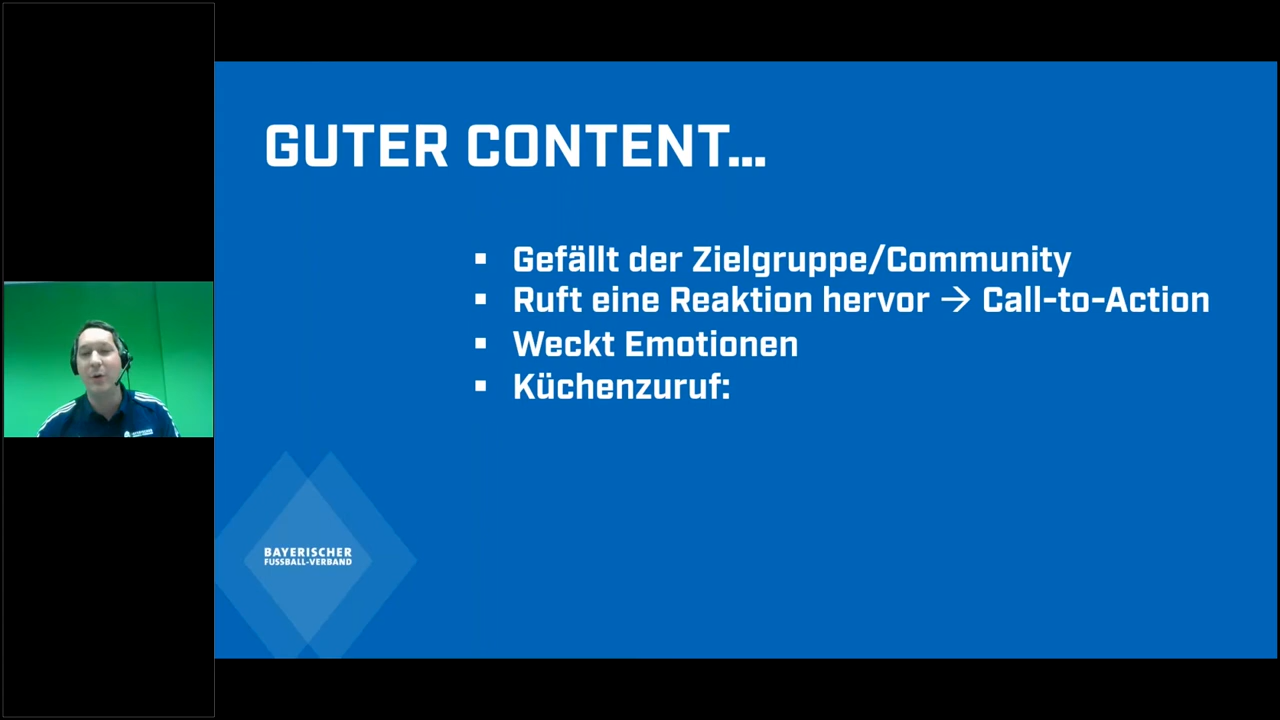 GUTER CONTENT...
▪ Gefällt der Zielgruppe/Community
▪ Ruft eine Reaktion hervor → Call-to-Action
▪ Weckt Emotionen
▪ Küchenzuruf:
BAYERISCHER
FUSSBALL-VERBAND